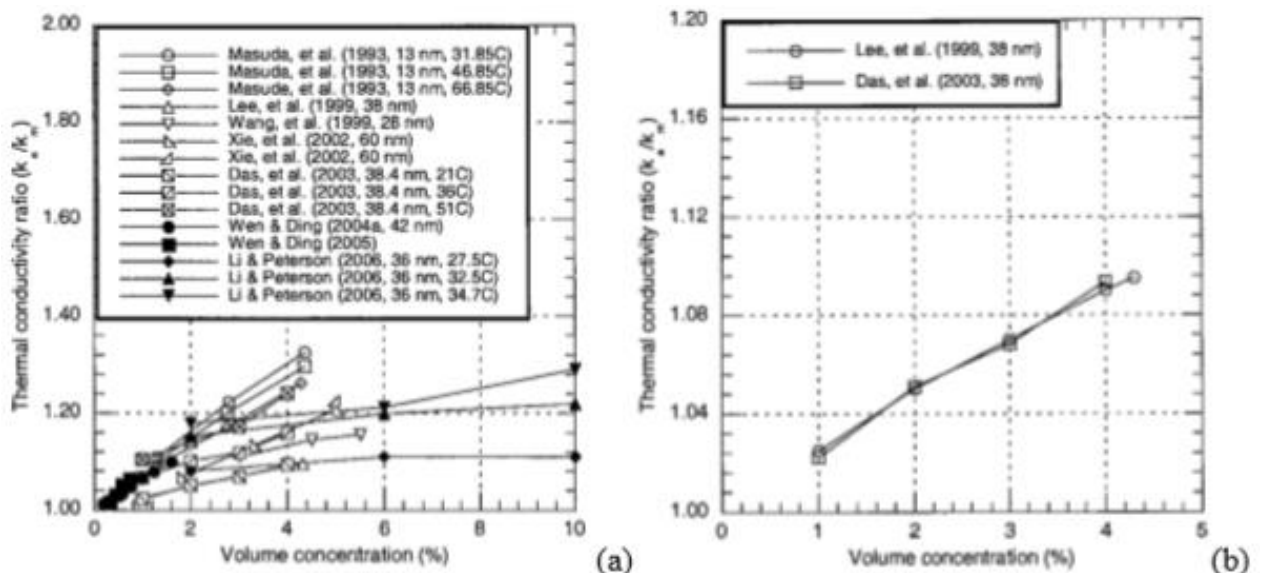 (a)
2.00
1.80
1.60
1.40
1.20
1.00
Thermal conductivity ratio
Masuda, et al. (1993, 13 nm, 31.85C)
Masuda, et al. (1993, 13 nm, 46.85C)
Masuda, et al. (1993, 13 nm, 66.85C)
Lee, et al. (1999, 38 nm)
Wang, et al. (1999, 28 nm)
Xie, et al. (2002, 60 nm)
Xie, et al. (2002, 60 nm)
Das, et al. (2003, 38.4 nm, 21C)
Das, et al. (2003, 38.4 nm, 36C)
Das, et al. (2003, 38.4 nm, 51C)
Wen & Ding (2004a, 42 nm)
Wen & Ding (2005)
Li & Peterson (2006, 36 nm, 27.5C)
Li & Peterson (2006, 36 nm, 32.5C)
Li & Peterson (2006, 36 nm, 34.7C)
0 2 4 6 8 10
Volume concentration (%)
(b)
1.20
1.16
1.12
1.08
1.04
1.00
Thermal conductivity ratio
Lee, et al. (1999, 38 nm)
Das, et al. (2003, 38 nm)
0 1 2 3 4 5
Volume concentration (%)